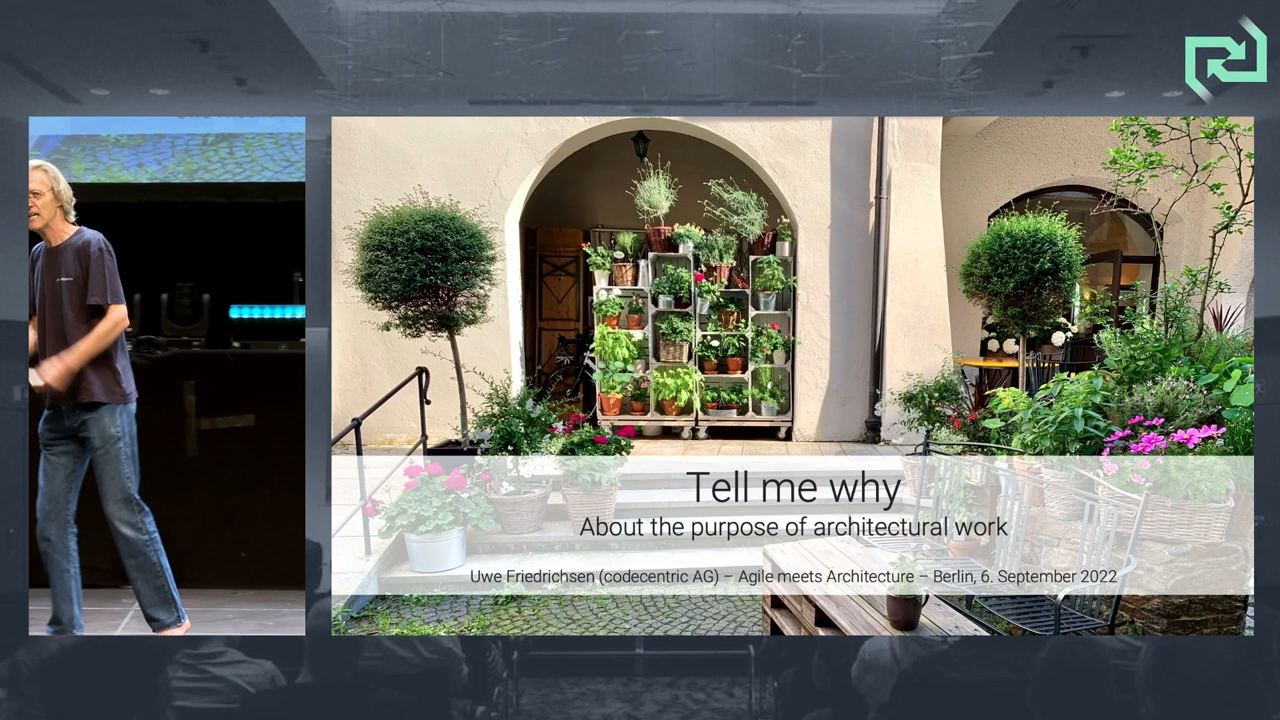 Tell me why
About the purpose of architectural work
Uwe Friedrichsen (codecentric AG) – Agile meets Architecture – Berlin, 6. September 2022